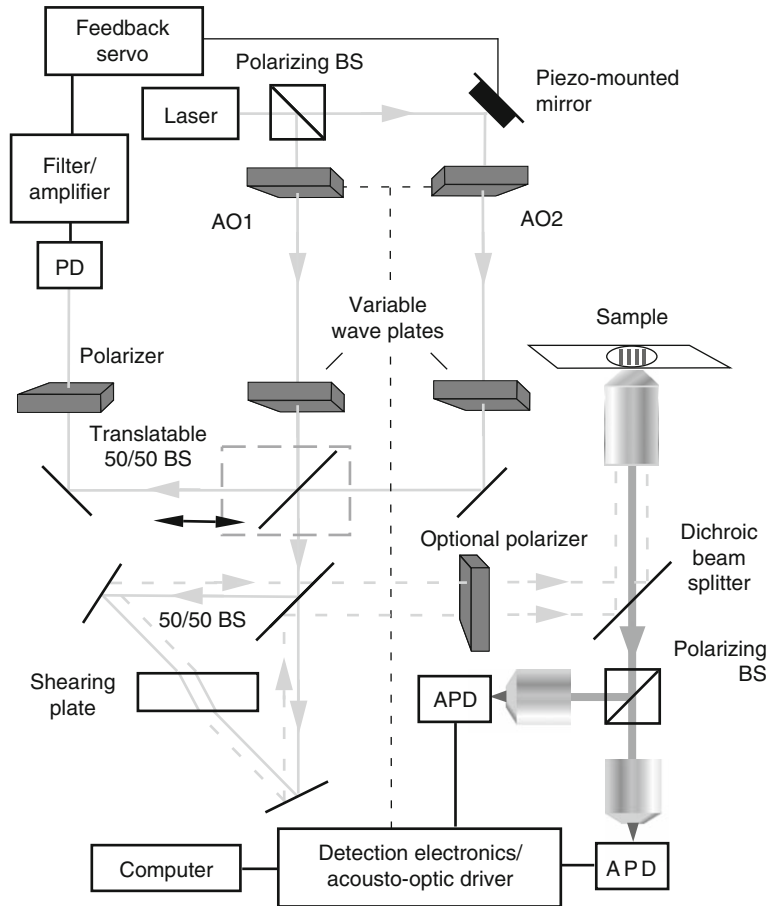 Feedback
servo
Polarizing BS
Piezo-mounted
mirror
Laser
Filter/
amplifier
AO1
AO2
PD
Variable
wave plates
Sample
Polarizer
Translatable
50/50 BS
Optional polarizer
Dichroic
beam
splitter
50/50 BS
Polarizing
BS
Shearing
plate
APD
Computer
Detection electronics/
acousto-optic driver
APD